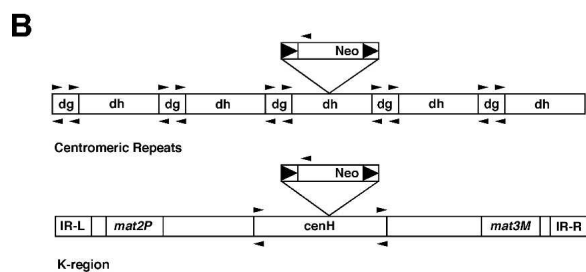 B
Neo
dg dh dg dh dg dh dg dh dg dh
Centromeric Repeats
Neo
IR-L mat2P cenH mat3M IR-R
K-region